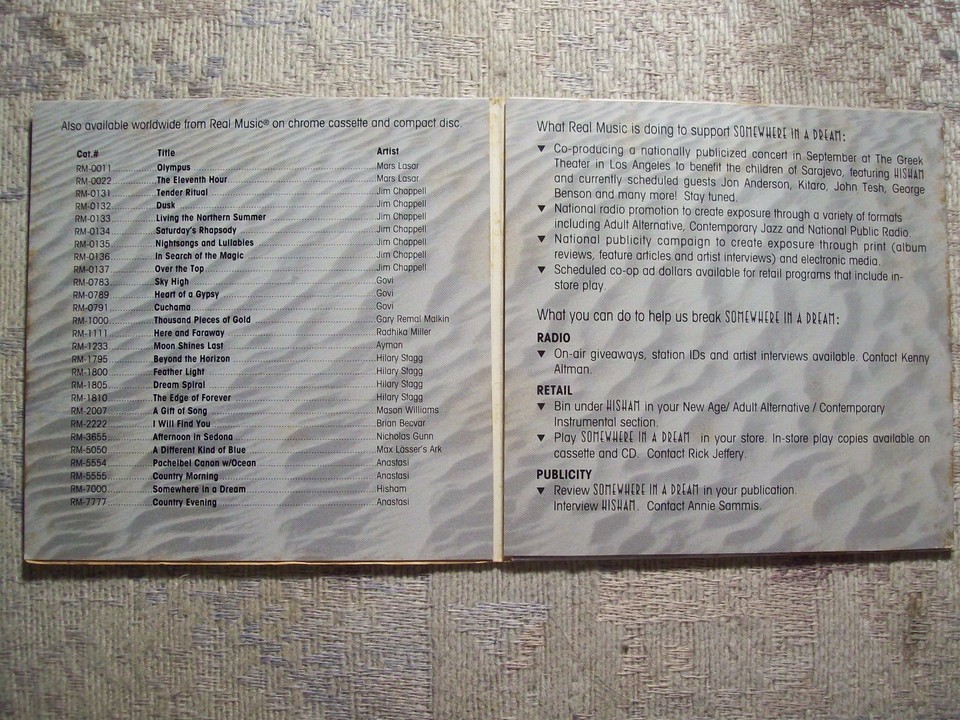 Also available worldwide from Real Music® on chrome cassette and compact disc.
Cat.# Title Artist
RM-0011 Olympus Mars Lasar
RM-0022 The Eleventh Hour Mars Lasar
RM-0131 Tender Ritual Jim Chappell
RM-0132 Dusk Jim Chappell
RM-0133 Living the Northern Summer Jim Chappell
RM-0134 Saturday's Rhapsody Jim Chappell
RM-0135 Nightsongs and Lullabies Jim Chappell
RM-0136 In Search of the Magic Jim Chappell
RM-0137 Over the Top Jim Chappell
RM-0783 Sky High Govi
RM-0789 Heart of a Gypsy Govi
RM-0791 Cuchama Govi
RM-1000 Thousand Pieces of Gold Gary Remal Malkin
RM-1111 Here and Faraway Radhika Miller
RM-1233 Moon Shines Last Ayman
RM-1795 Beyond the Horizon Hilary Stagg
RM-1800 Feather Light Hilary Stagg
RM-1805 Dream Spiral Hilary Stagg
RM-1810 The Edge of Forever Hilary Stagg
RM-2007 A Gift of Song Mason Williams
RM-2222 I Will Find You Brian Becvar
RM-3655 Afternoon in Sedona Nicholas Gunn
RM-5050 A Different Kind of Blue Max Lasser's Ark
RM-5554 Pachelbel Canon w/Ocean Anastasi
RM-5555 Country Morning Anastasi
RM-7000 Somewhere in a Dream Hisham
RM-7777 Country Evening Anastasi
What Real Music is doing to support SOMEWHERE IN A DREAM:
▼ Co-producing a nationally publicized concert in September at The Greek
Theater in Los Angeles to benefit the children of Sarajevo, featuring HISHAM
and currently scheduled guests Jon Anderson, Kitaro, John Tesh, George
Benson and many more! Stay tuned.
▼ National radio promotion to create exposure through a variety of formats
including Adult Alternative, Contemporary Jazz and National Public Radio.
▼ National publicity campaign to create exposure through print (album
reviews, feature articles and artist interviews) and electronic media.
▼ Scheduled co-op ad dollars available for retail programs that include in-
store play.
What you can do to help us break SOMEWHERE IN A DREAM:
RADIO
▼ On-air giveaways, station IDs and artist interviews available. Contact Kenny
Altman.
RETAIL
▼ Bin under HISHAM in your New Age/ Adult Alternative / Contemporary
Instrumental section.
▼ Play SOMEWHERE IN A DREAM in your store. In-store play copies available on
cassette and CD. Contact Rick Jeffery.
PUBLICITY
▼ Review SOMEWHERE IN A DREAM in your publication.
Interview HISHAM. Contact Annie Sammis.